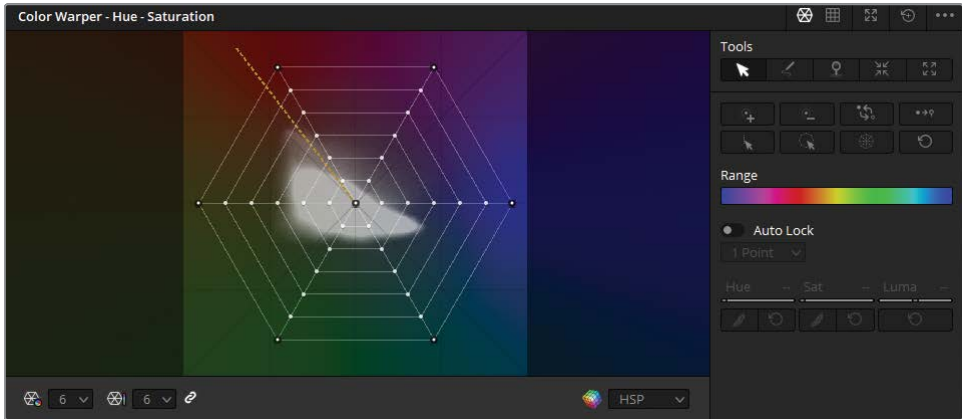 Color Warper - Hue - Saturation
Tools
Range
Auto Lock
1 Point
Hue -- Sat -- Luma --
6 6 HSP